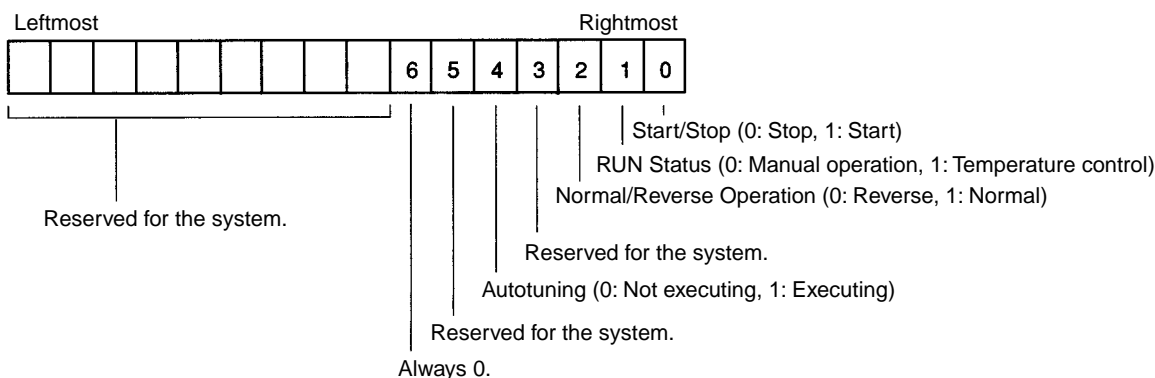 Leftmost Rightmost
6 5 4 3 2 1 0
Start/Stop (0: Stop, 1: Start)
RUN Status (0: Manual operation, 1: Temperature control)
Normal/Reverse Operation (0: Reverse, 1: Normal)
Reserved for the system.
Reserved for the system.
Autotuning (0: Not executing, 1: Executing)
Reserved for the system.
Always 0.